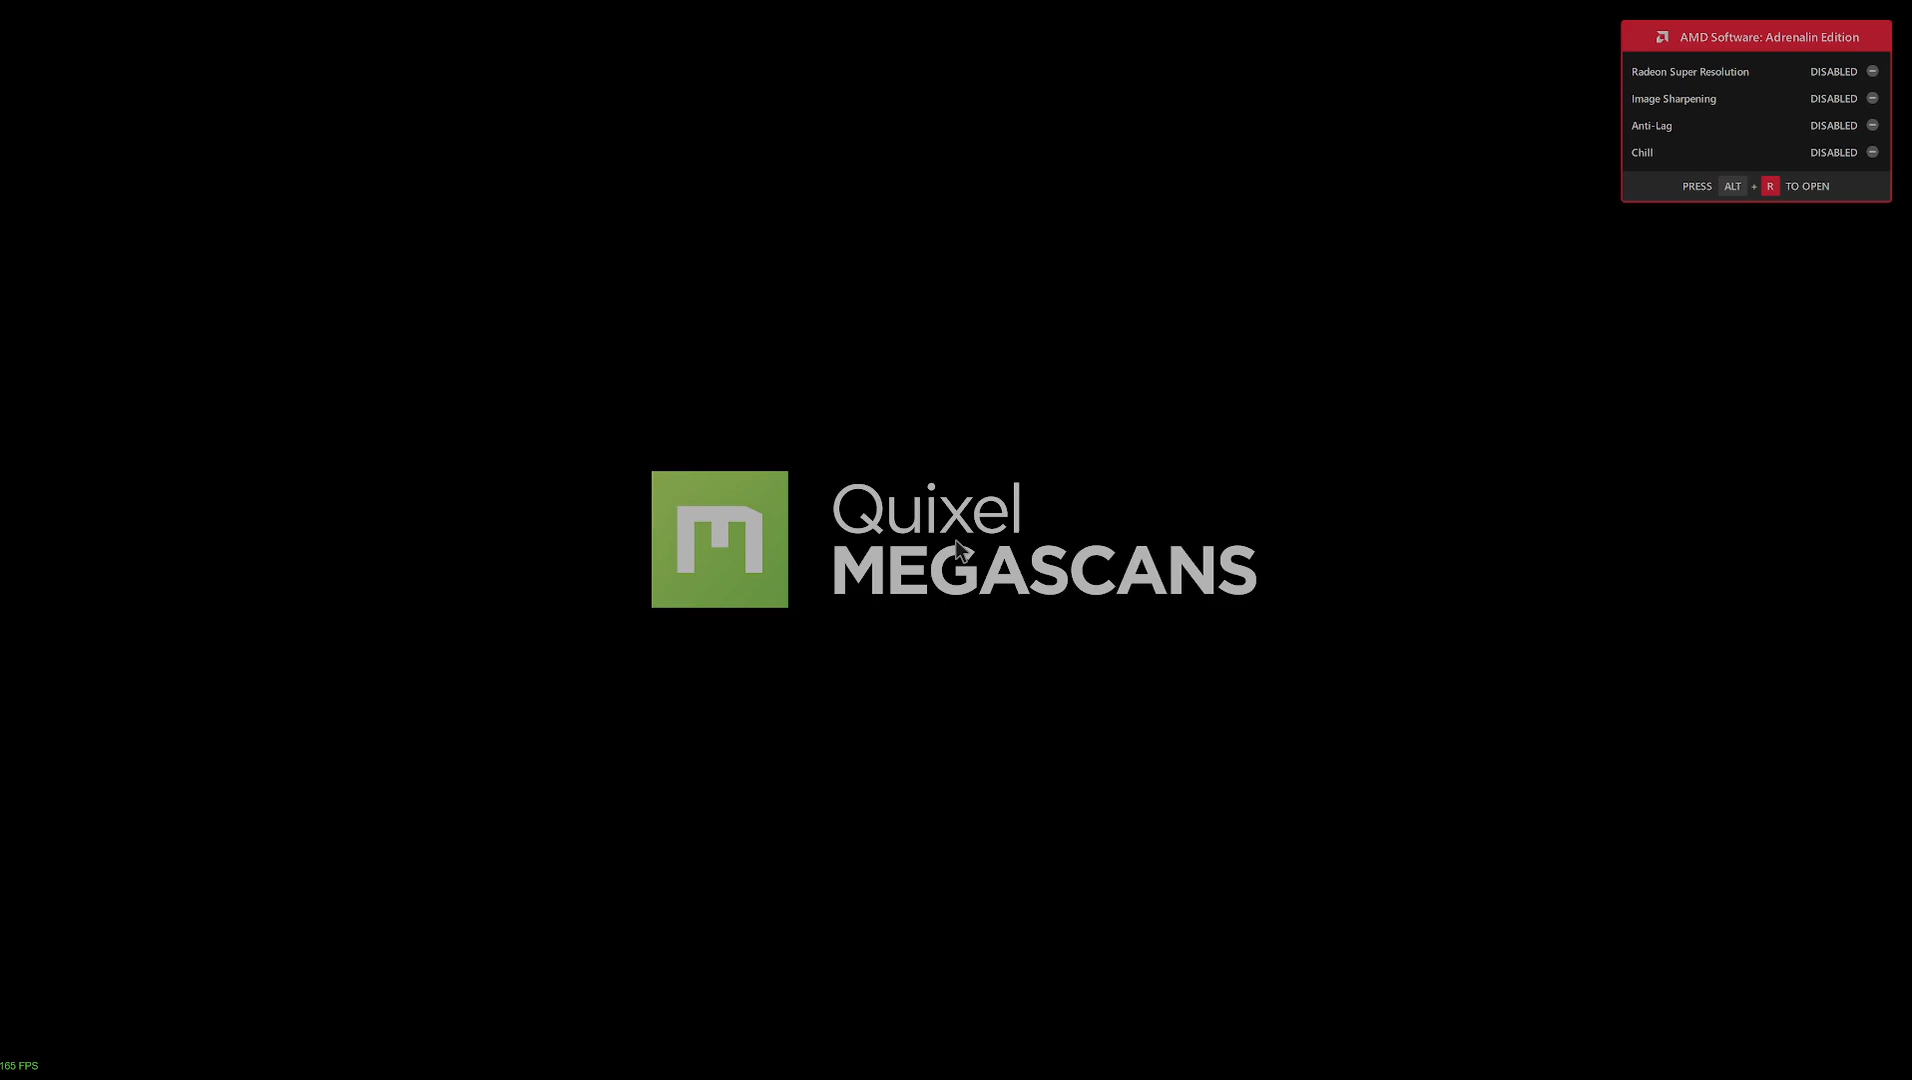 AMD Software: Adrenalin Edition
Radeon Super Resolution DISABLED
Image Sharpening DISABLED
Anti-Lag DISABLED
Chill DISABLED
PRESS ALT + R TO OPEN
Quixel
MEGASCANS
165 FPS